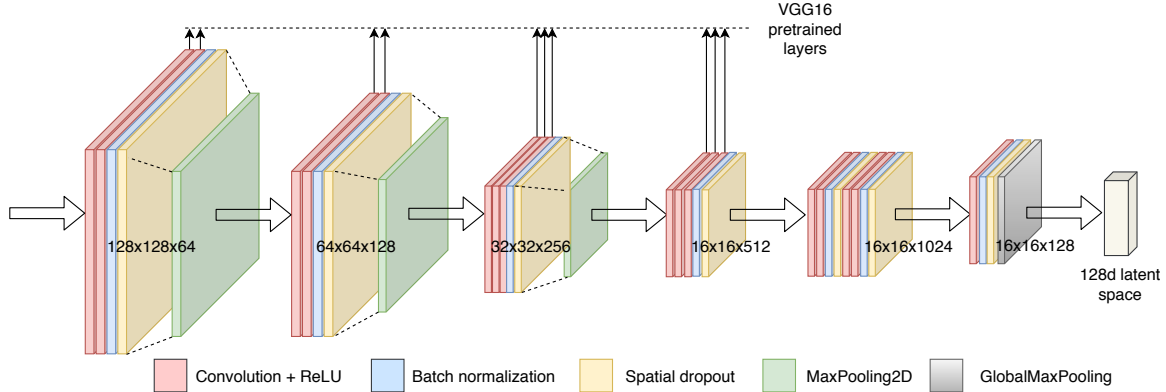 VGG16
pretrained
layers
128x128x64
64x64x128
32x32x256
16x16x512
16x16x1024
16x16x128
128d latent
space
Convolution + ReLU
Batch normalization
Spatial dropout
MaxPooling2D
GlobalMaxPooling